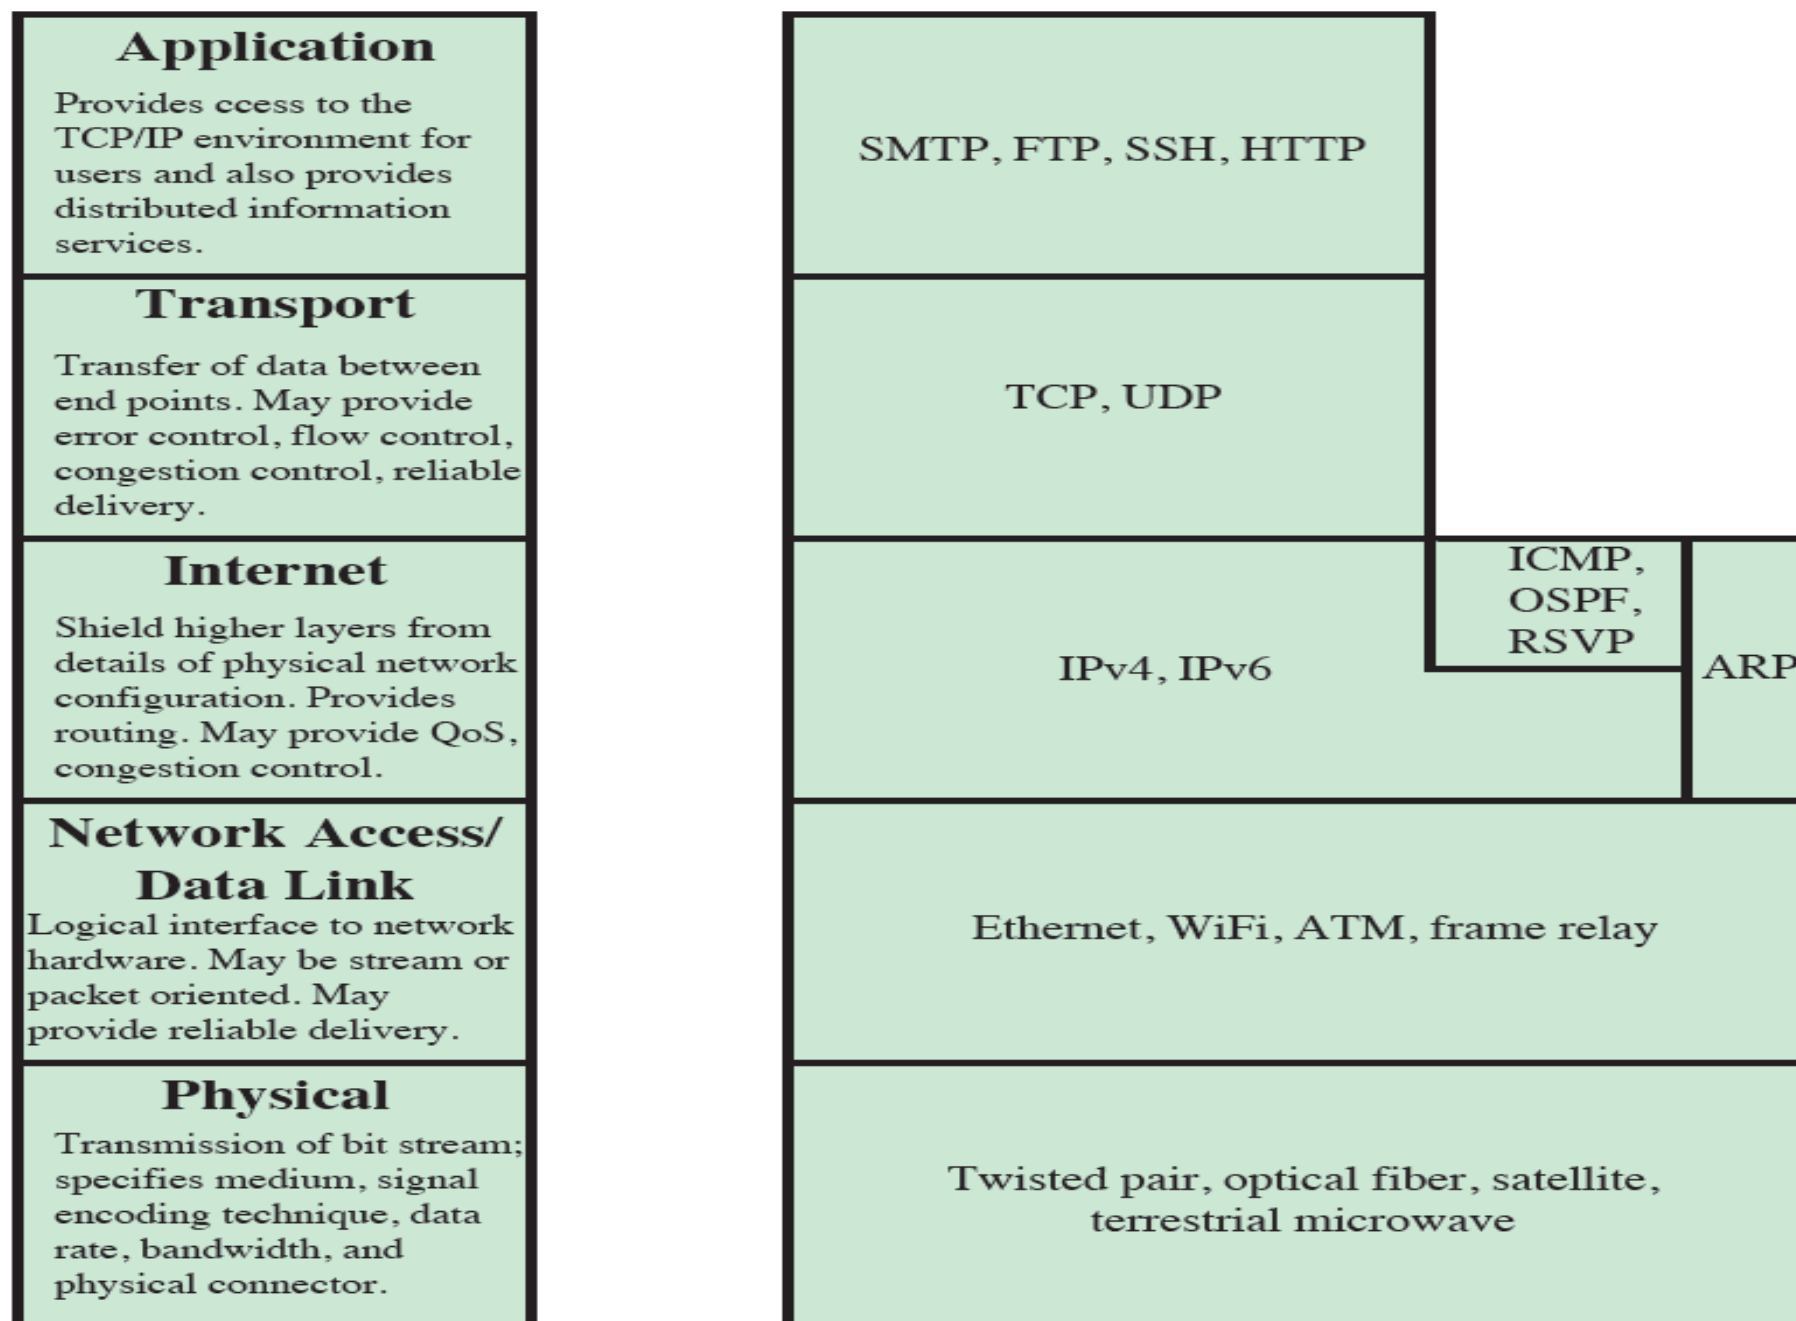 Application
Provides ccess to the
TCP/IP environment for
users and also provides
distributed information
services.
Transport
Transfer of data between
end points. May provide
error control, flow control,
congestion control, reliable
delivery.
Internet
Shield higher layers from
details of physical network
configuration. Provides
routing. May provide QoS,
congestion control.
Network Access/
Data Link
Logical interface to network
hardware. May be stream or
packet oriented. May
provide reliable delivery.
Physical
Transmission of bit stream;
specifies medium, signal
encoding technique, data
rate, bandwidth, and
physical connector.
SMTP, FTP, SSH, HTTP
TCP, UDP
IPv4, IPv6
ICMP,
OSPF,
RSVP
ARP
Ethernet, WiFi, ATM, frame relay
Twisted pair, optical fiber, satellite,
terrestrial microwave